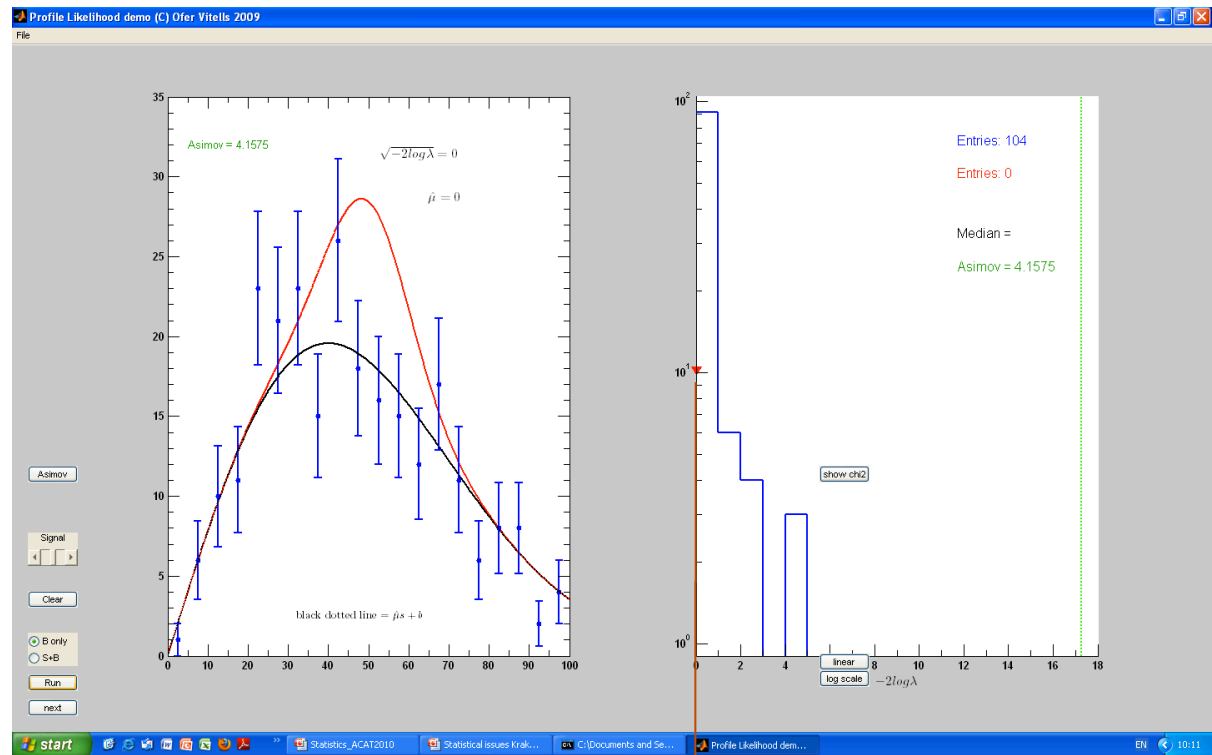 Profile Likelihood demo (C) Ofer Vitells 2009
File
35
30
25
20
15
10
5
0
0 10 20 30 40 50 60 70 80 90 100
Asimov = 4.1575
√-2logλ = 0
μ̂ = 0
black dotted line = μ̂s + b
Asimov
Signal
Clear
B only
S+B
Run
next
10²
10¹
10⁰
Entries: 104
Entries: 0
Median =
Asimov = 4.1575
show chi2
0 2 4 6 8 10 12 14 16 18
linear
log scale
-2logλ
start
Statistics_ACAT2010
Statistical issues Krak...
C:\Documents and Se...
Profile Likelihood dem...
EN
10:11